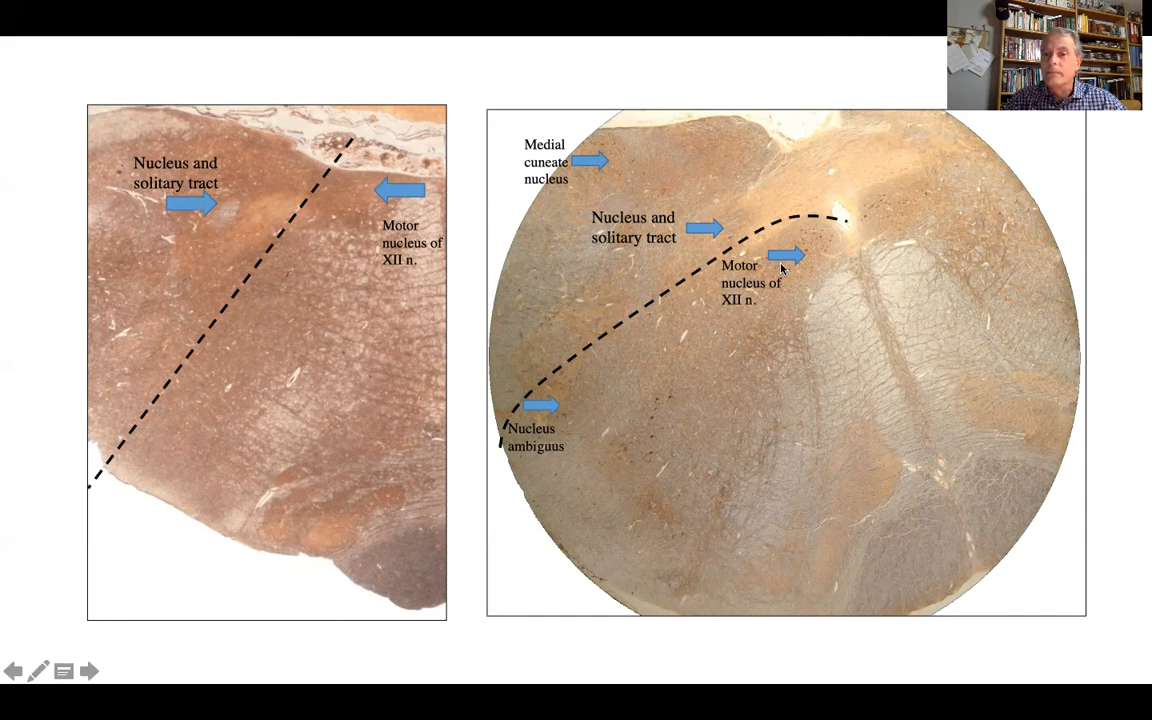 Nucleus and
solitary tract
Motor
nucleus of
XII n.
Medial
cuneate
nucleus
Nucleus and
solitary tract
Motor
nucleus of
XII n.
Nucleus
ambiguus